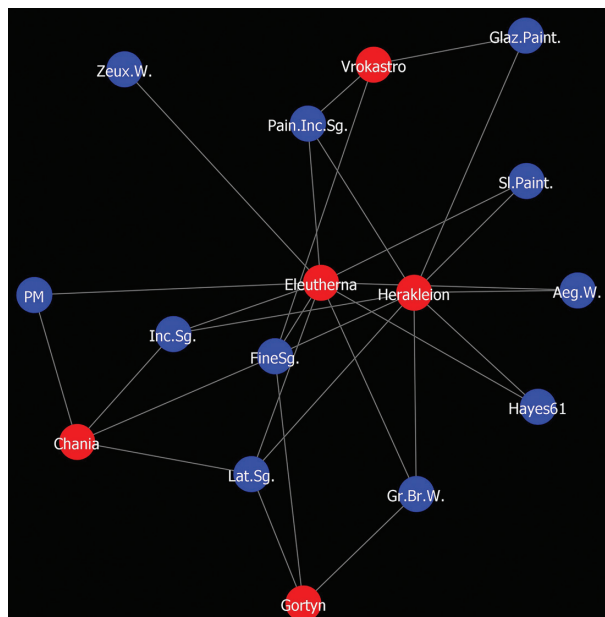 Glaz.Paint.
Vrokastro
Zeux.W.
Pain.Inc.Sg.
Sl.Paint.
Eleutherna
Herakleion
Aeg.W.
PM
Inc.Sg.
FineSg.
Hayes61
Chania
Lat.Sg.
Gr.Br.W.
Gortyn